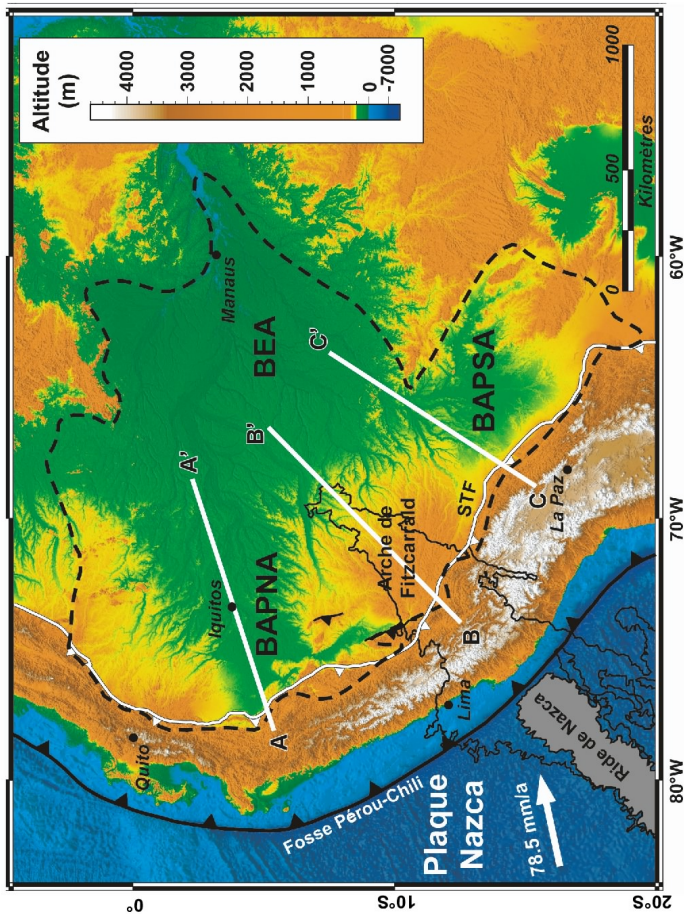 Altitude
(m)
4000
3000
2000
1000
0
-7000
0
500
1000
Kilomètres
Quito
Iquitos
Manaus
Lima
La Paz
A
A'
B
B'
C
C'
BAPNA
BEA
BAPSA
Arche de
Fitzcarrald
STF
Fosse Pérou-Chili
Plaque
Nazca
78.5 mm/a
Ride de Nazca
80°W
70°W
60°W
0°
10°S
20°S